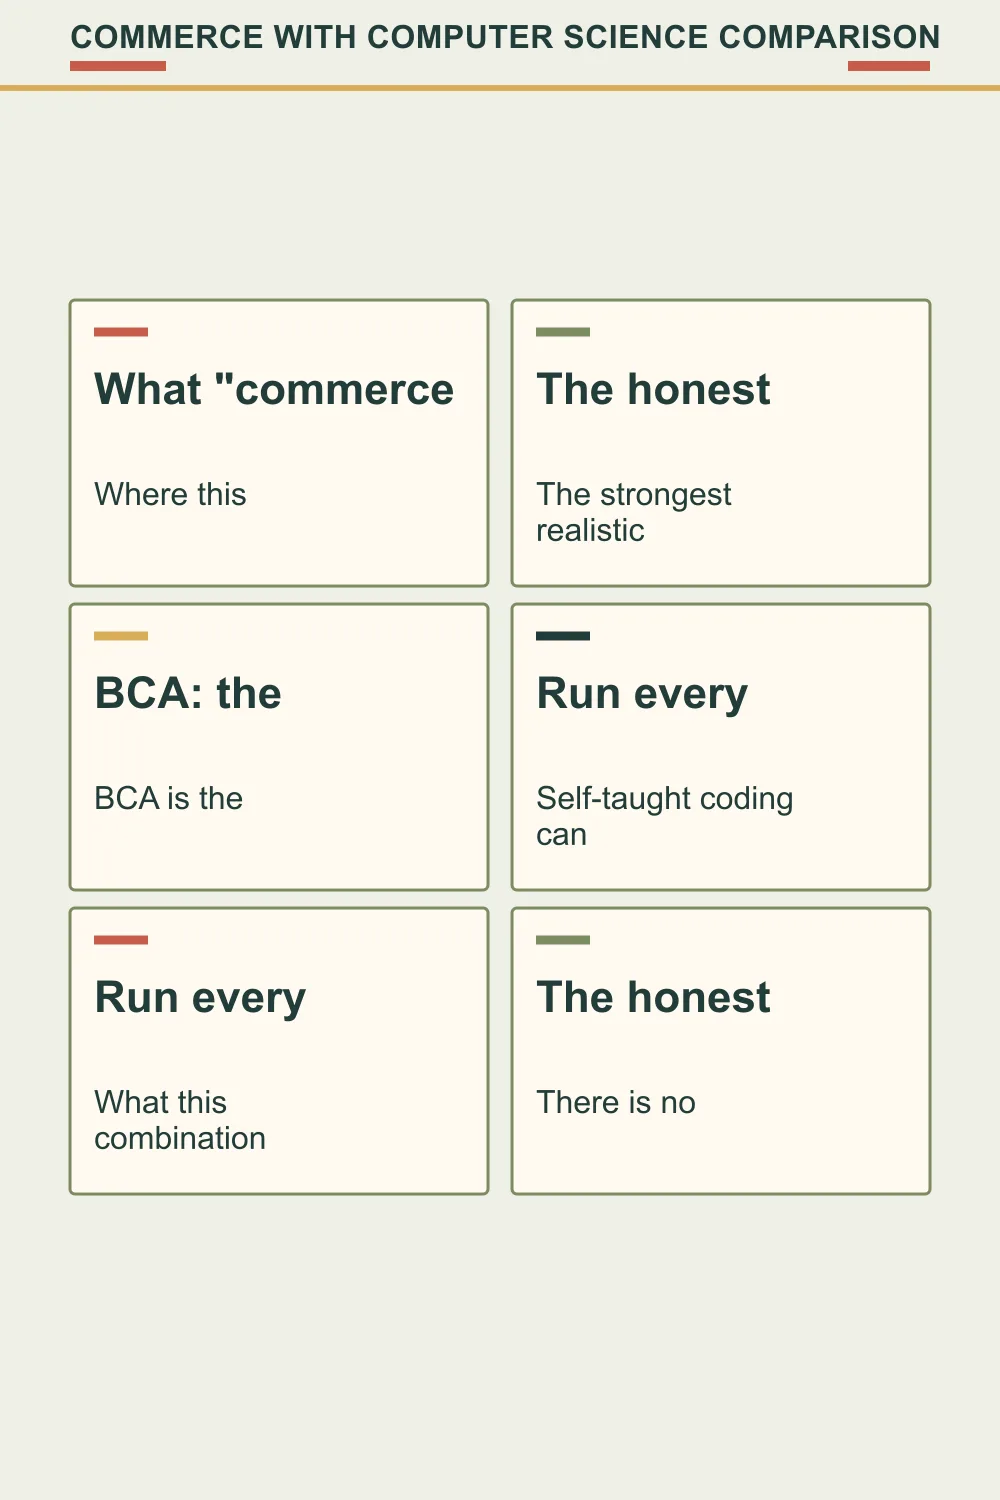 COMMERCE WITH COMPUTER SCIENCE COMPARISON
What "commerce
Where this
The honest
The strongest
realistic
BCA: the
BCA is the
Run every
Self-taught coding
can
Run every
What this
combination
The honest
There is no